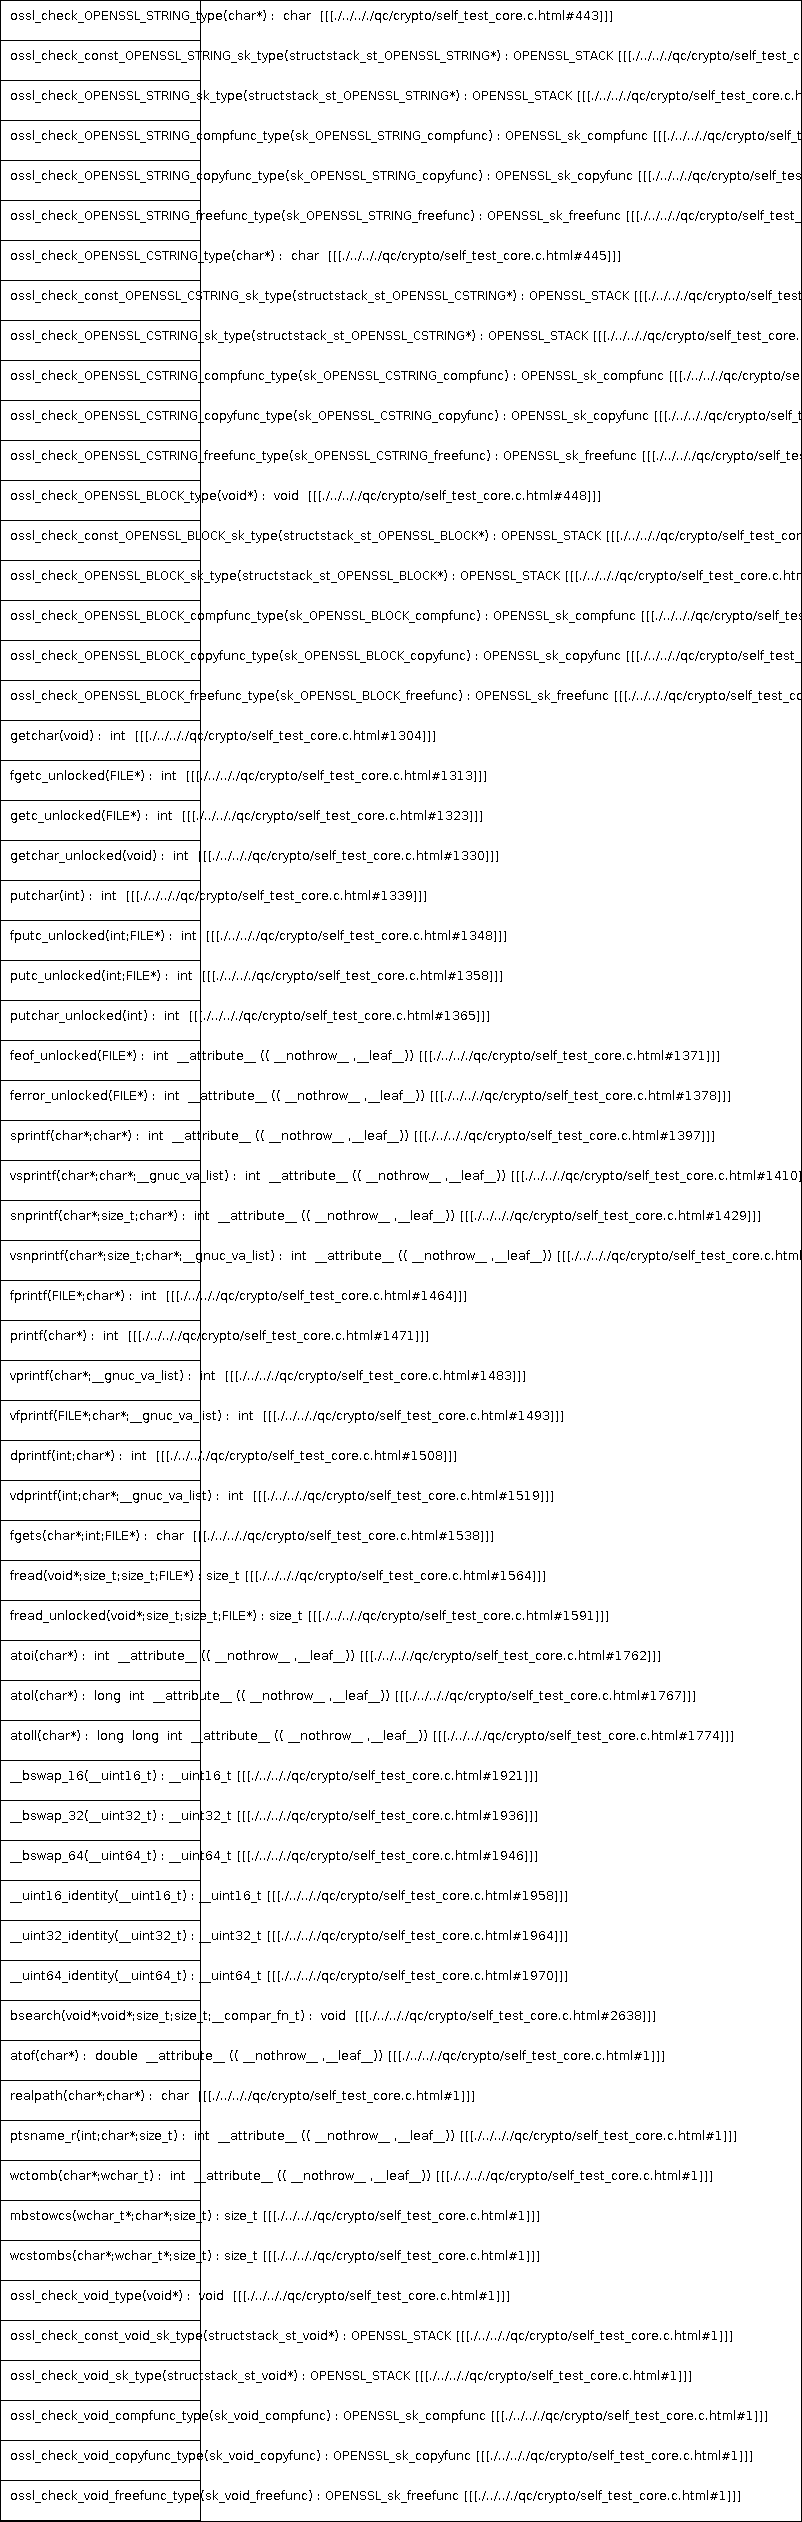 ossl_check_OPENSSL_STRING_type(char*) : char [[[./../../qc/crypto/self_test_core.html#443]]]
ossl_check_const_OPENSSL_STRING_sk_type(structstack_st_OPENSSL_STRING*) : OPENSSL_STACK [[[./../../qc/crypto/self_test_c
ossl_check_OPENSSL_STRING_sk_type(structstack_st_OPENSSL_STRING*) : OPENSSL_STACK [[[./../../qc/crypto/self_test_core.c.h
ossl_check_OPENSSL_STRING_compfunc_type(sk_OPENSSL_STRING_compfunc) : OPENSSL_sk_compfunc [[[./../../qc/crypto/self_t
ossl_check_OPENSSL_STRING_copyfunc_type(sk_OPENSSL_STRING_copyfunc) : OPENSSL_sk_copyfunc [[[./../../qc/crypto/self_tes
ossl_check_OPENSSL_STRING_freefunc_type(sk_OPENSSL_STRING_freefunc) : OPENSSL_sk_freefunc [[[./../../qc/crypto/self_test_
ossl_check_OPENSSL_CSTRING_type(char*) : char [[[./../../qc/crypto/self_test_core.c.html#445]]]
ossl_check_const_OPENSSL_CSTRING_sk_type(structstack_st_OPENSSL_CSTRING*) : OPENSSL_STACK [[[./../../qc/crypto/self_test
ossl_check_OPENSSL_CSTRING_sk_type(structstack_st_OPENSSL_CSTRING*) : OPENSSL_STACK [[[./../../qc/crypto/self_test_core.
ossl_check_OPENSSL_CSTRING_compfunc_type(sk_OPENSSL_CSTRING_compfunc) : OPENSSL_sk_compfunc [[[./../../qc/crypto/se
ossl_check_OPENSSL_CSTRING_copyfunc_type(sk_OPENSSL_CSTRING_copyfunc) : OPENSSL_sk_copyfunc [[[./../../qc/crypto/self_t
ossl_check_OPENSSL_CSTRING_freefunc_type(sk_OPENSSL_CSTRING_freefunc) : OPENSSL_sk_freefunc [[[./../../qc/crypto/self_tes
ossl_check_OPENSSL_BLOCK_type(void*) : void [[[./../../qc/crypto/self_test_core.c.html#448]]]
ossl_check_const_OPENSSL_BLOCK_sk_type(structstack_st_OPENSSL_BLOCK*) : OPENSSL_STACK [[[./../../qc/crypto/self_test_cor
ossl_check_OPENSSL_BLOCK_sk_type(structstack_st_OPENSSL_BLOCK*) : OPENSSL_STACK [[[./../../qc/crypto/self_test_core.c.htm
ossl_check_OPENSSL_BLOCK_compfunc_type(sk_OPENSSL_BLOCK_compfunc) : OPENSSL_sk_compfunc [[[./../../qc/crypto/self_tes
ossl_check_OPENSSL_BLOCK_copyfunc_type(sk_OPENSSL_BLOCK_copyfunc) : OPENSSL_sk_copyfunc [[[./../../qc/crypto/self_test_
ossl_check_OPENSSL_BLOCK_freefunc_type(sk_OPENSSL_BLOCK_freefunc) : OPENSSL_sk_freefunc [[[./../../qc/crypto/self_test_co
getchar(void) : int [[[./../../qc/crypto/self_test_core.c.html#1304]]]
fgetc_unlocked(FILE*) : int [[[./../../qc/crypto/self_test_core.c.html#1313]]]
getc_unlocked(FILE*) : int [[[./../../qc/crypto/self_test_core.c.html#1323]]]
getchar_unlocked(void) : int [[[./../../qc/crypto/self_test_core.c.html#1330]]]
putchar(int) : int [[[./../../qc/crypto/self_test_core.c.html#1339]]]
fputc_unlocked(int;FILE*) : int [[[./../../qc/crypto/self_test_core.c.html#1348]]]
putc_unlocked(int;FILE*) : int [[[./../../qc/crypto/self_test_core.c.html#1358]]]
putchar_unlocked(int) : int [[[./../../qc/crypto/self_test_core.c.html#1365]]]
feof_unlocked(FILE*) : int __attribute__ (( __nothrow__ ,__leaf__)) [[[./../../qc/crypto/self_test_core.c.html#1371]]]
ferror_unlocked(FILE*) : int __attribute__ (( __nothrow__ ,__leaf__)) [[[./../../qc/crypto/self_test_core.c.html#1378]]]
sprintf(char*;char*) : int __attribute__ (( __nothrow__ ,__leaf__)) [[[./../../qc/crypto/self_test_core.c.html#1397]]]
vsprintf(char*;char*;__gnuc_va_list) : int __attribute__ (( __nothrow__ ,__leaf__)) [[[./../../qc/crypto/self_test_core.c.html#1410]
snprintf(char*;size_t;char*) : int __attribute__ (( __nothrow__ ,__leaf__)) [[[./../../qc/crypto/self_test_core.c.html#1429]]]
vsnprintf(char*;size_t;char*;__gnuc_va_list) : int __attribute__ (( __nothrow__ ,__leaf__)) [[[./../../qc/crypto/self_test_core.c.html
fprintf(FILE*;char*) : int [[[./../../qc/crypto/self_test_core.c.html#1464]]]
printf(char*) : int [[[./../../qc/crypto/self_test_core.c.html#1471]]]
vprintf(char*;__gnuc_va_list) : int [[[./../../qc/crypto/self_test_core.c.html#1483]]]
vfprintf(FILE*;char*;__gnuc_va_list) : int [[[./../../qc/crypto/self_test_core.c.html#1493]]]
dprintf(int;char*) : int [[[./../../qc/crypto/self_test_core.c.html#1508]]]
vdprintf(int;char*;__gnuc_va_list) : int [[[./../../qc/crypto/self_test_core.c.html#1519]]]
fgets(char*;int;FILE*) : char [[[./../../qc/crypto/self_test_core.c.html#1538]]]
fread(void*;size_t;size_t;FILE*) : size_t [[[./../../qc/crypto/self_test_core.c.html#1564]]]
fread_unlocked(void*;size_t;size_t;FILE*) : size_t [[[./../../qc/crypto/self_test_core.c.html#1591]]]
atoi(char*) : int __attribute__ (( __nothrow__ ,__leaf__)) [[[./../../qc/crypto/self_test_core.c.html#1762]]]
atol(char*) : long int __attribute__ (( __nothrow__ ,__leaf__)) [[[./../../qc/crypto/self_test_core.c.html#1767]]]
atoll(char*) : long long int __attribute__ (( __nothrow__ ,__leaf__)) [[[./../../qc/crypto/self_test_core.c.html#1774]]]
__bswap_16(__uint16_t) : __uint16_t [[[./../../qc/crypto/self_test_core.c.html#1921]]]
__bswap_32(__uint32_t) : __uint32_t [[[./../../qc/crypto/self_test_core.c.html#1936]]]
__bswap_64(__uint64_t) : __uint64_t [[[./../../qc/crypto/self_test_core.c.html#1946]]]
__uint16_identity(__uint16_t) : __uint16_t [[[./../../qc/crypto/self_test_core.c.html#1958]]]
__uint32_identity(__uint32_t) : __uint32_t [[[./../../qc/crypto/self_test_core.c.html#1964]]]
__uint64_identity(__uint64_t) : __uint64_t [[[./../../qc/crypto/self_test_core.c.html#1970]]]
bsearch(void*;void*;size_t;size_t;__compar_fn_t) : void [[[./../../qc/crypto/self_test_core.c.html#2638]]]
atof(char*) : double __attribute__ (( __nothrow__ ,__leaf__)) [[[./../../qc/crypto/self_test_core.c.html#1]]]
realpath(char*;char*) : char [[[./../../qc/crypto/self_test_core.c.html#1]]]
ptsname_r(int;char*;size_t) : int __attribute__ (( __nothrow__ ,__leaf__)) [[[./../../qc/crypto/self_test_core.c.html#1]]]
wctomb(char*;wchar_t) : int __attribute__ (( __nothrow__ ,__leaf__)) [[[./../../qc/crypto/self_test_core.c.html#1]]]
mbstowcs(wchar_t*;char*;size_t) : size_t [[[./../../qc/crypto/self_test_core.c.html#1]]]
wcstombs(char*;wchar_t*;size_t) : size_t [[[./../../qc/crypto/self_test_core.c.html#1]]]
ossl_check_void_type(void*) : void [[[./../../qc/crypto/self_test_core.c.html#1]]]
ossl_check_const_void_sk_type(structstack_st_void*) : OPENSSL_STACK [[[./../../qc/crypto/self_test_core.c.html#1]]]
ossl_check_void_sk_type(structstack_st_void*) : OPENSSL_STACK [[[./../../qc/crypto/self_test_core.c.html#1]]]
ossl_check_void_compfunc_type(sk_void_compfunc) : OPENSSL_sk_compfunc [[[./../../qc/crypto/self_test_core.c.html#1]]]
ossl_check_void_copyfunc_type(sk_void_copyfunc) : OPENSSL_sk_copyfunc [[[./../../qc/crypto/self_test_core.c.html#1]]]
ossl_check_void_freefunc_type(sk_void_freefunc) : OPENSSL_sk_freefunc [[[./../../qc/crypto/self_test_core.c.html#1]]]